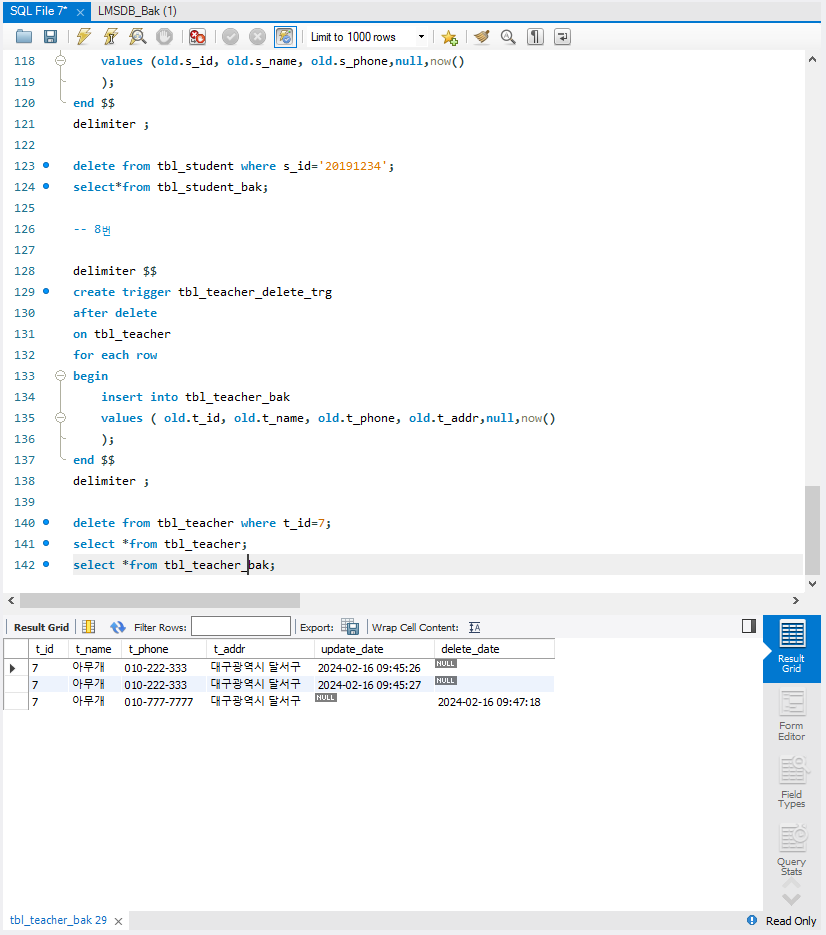 SQL File 7* × LMSDB_Bak (1)
Limit to 1000 rows
118 values (old.s_id, old.s_name, old.s_phone,null,now()
119 );
120 end $$
121 delimiter ;
122
123 delete from tbl_student where s_id='20191234';
124 select*from tbl_student_bak;
125
126 -- 8번
127
128 delimiter $$
129 create trigger tbl_teacher_delete_trg
130 after delete
131 on tbl_teacher
132 for each row
133 begin
134 insert into tbl_teacher_bak
135 values ( old.t_id, old.t_name, old.t_phone, old.t_addr,null,now()
136 );
137 end $$
138 delimiter ;
139
140 delete from tbl_teacher where t_id=7;
141 select *from tbl_teacher;
142 select *from tbl_teacher_bak;
Result Grid Filter Rows: Export: Wrap Cell Content: IA
t_id t_name t_phone t_addr update_date delete_date
7 아무개 010-222-333 대구광역시 달서구 2024-02-16 09:45:26 NULL
7 아무개 010-222-333 대구광역시 달서구 2024-02-16 09:45:27 NULL
7 아무개 010-777-7777 대구광역시 달서구 NULL 2024-02-16 09:47:18
Result
Grid
Form
Editor
Field
Types
Query
Stats
tbl_teacher_bak 29 × Read Only